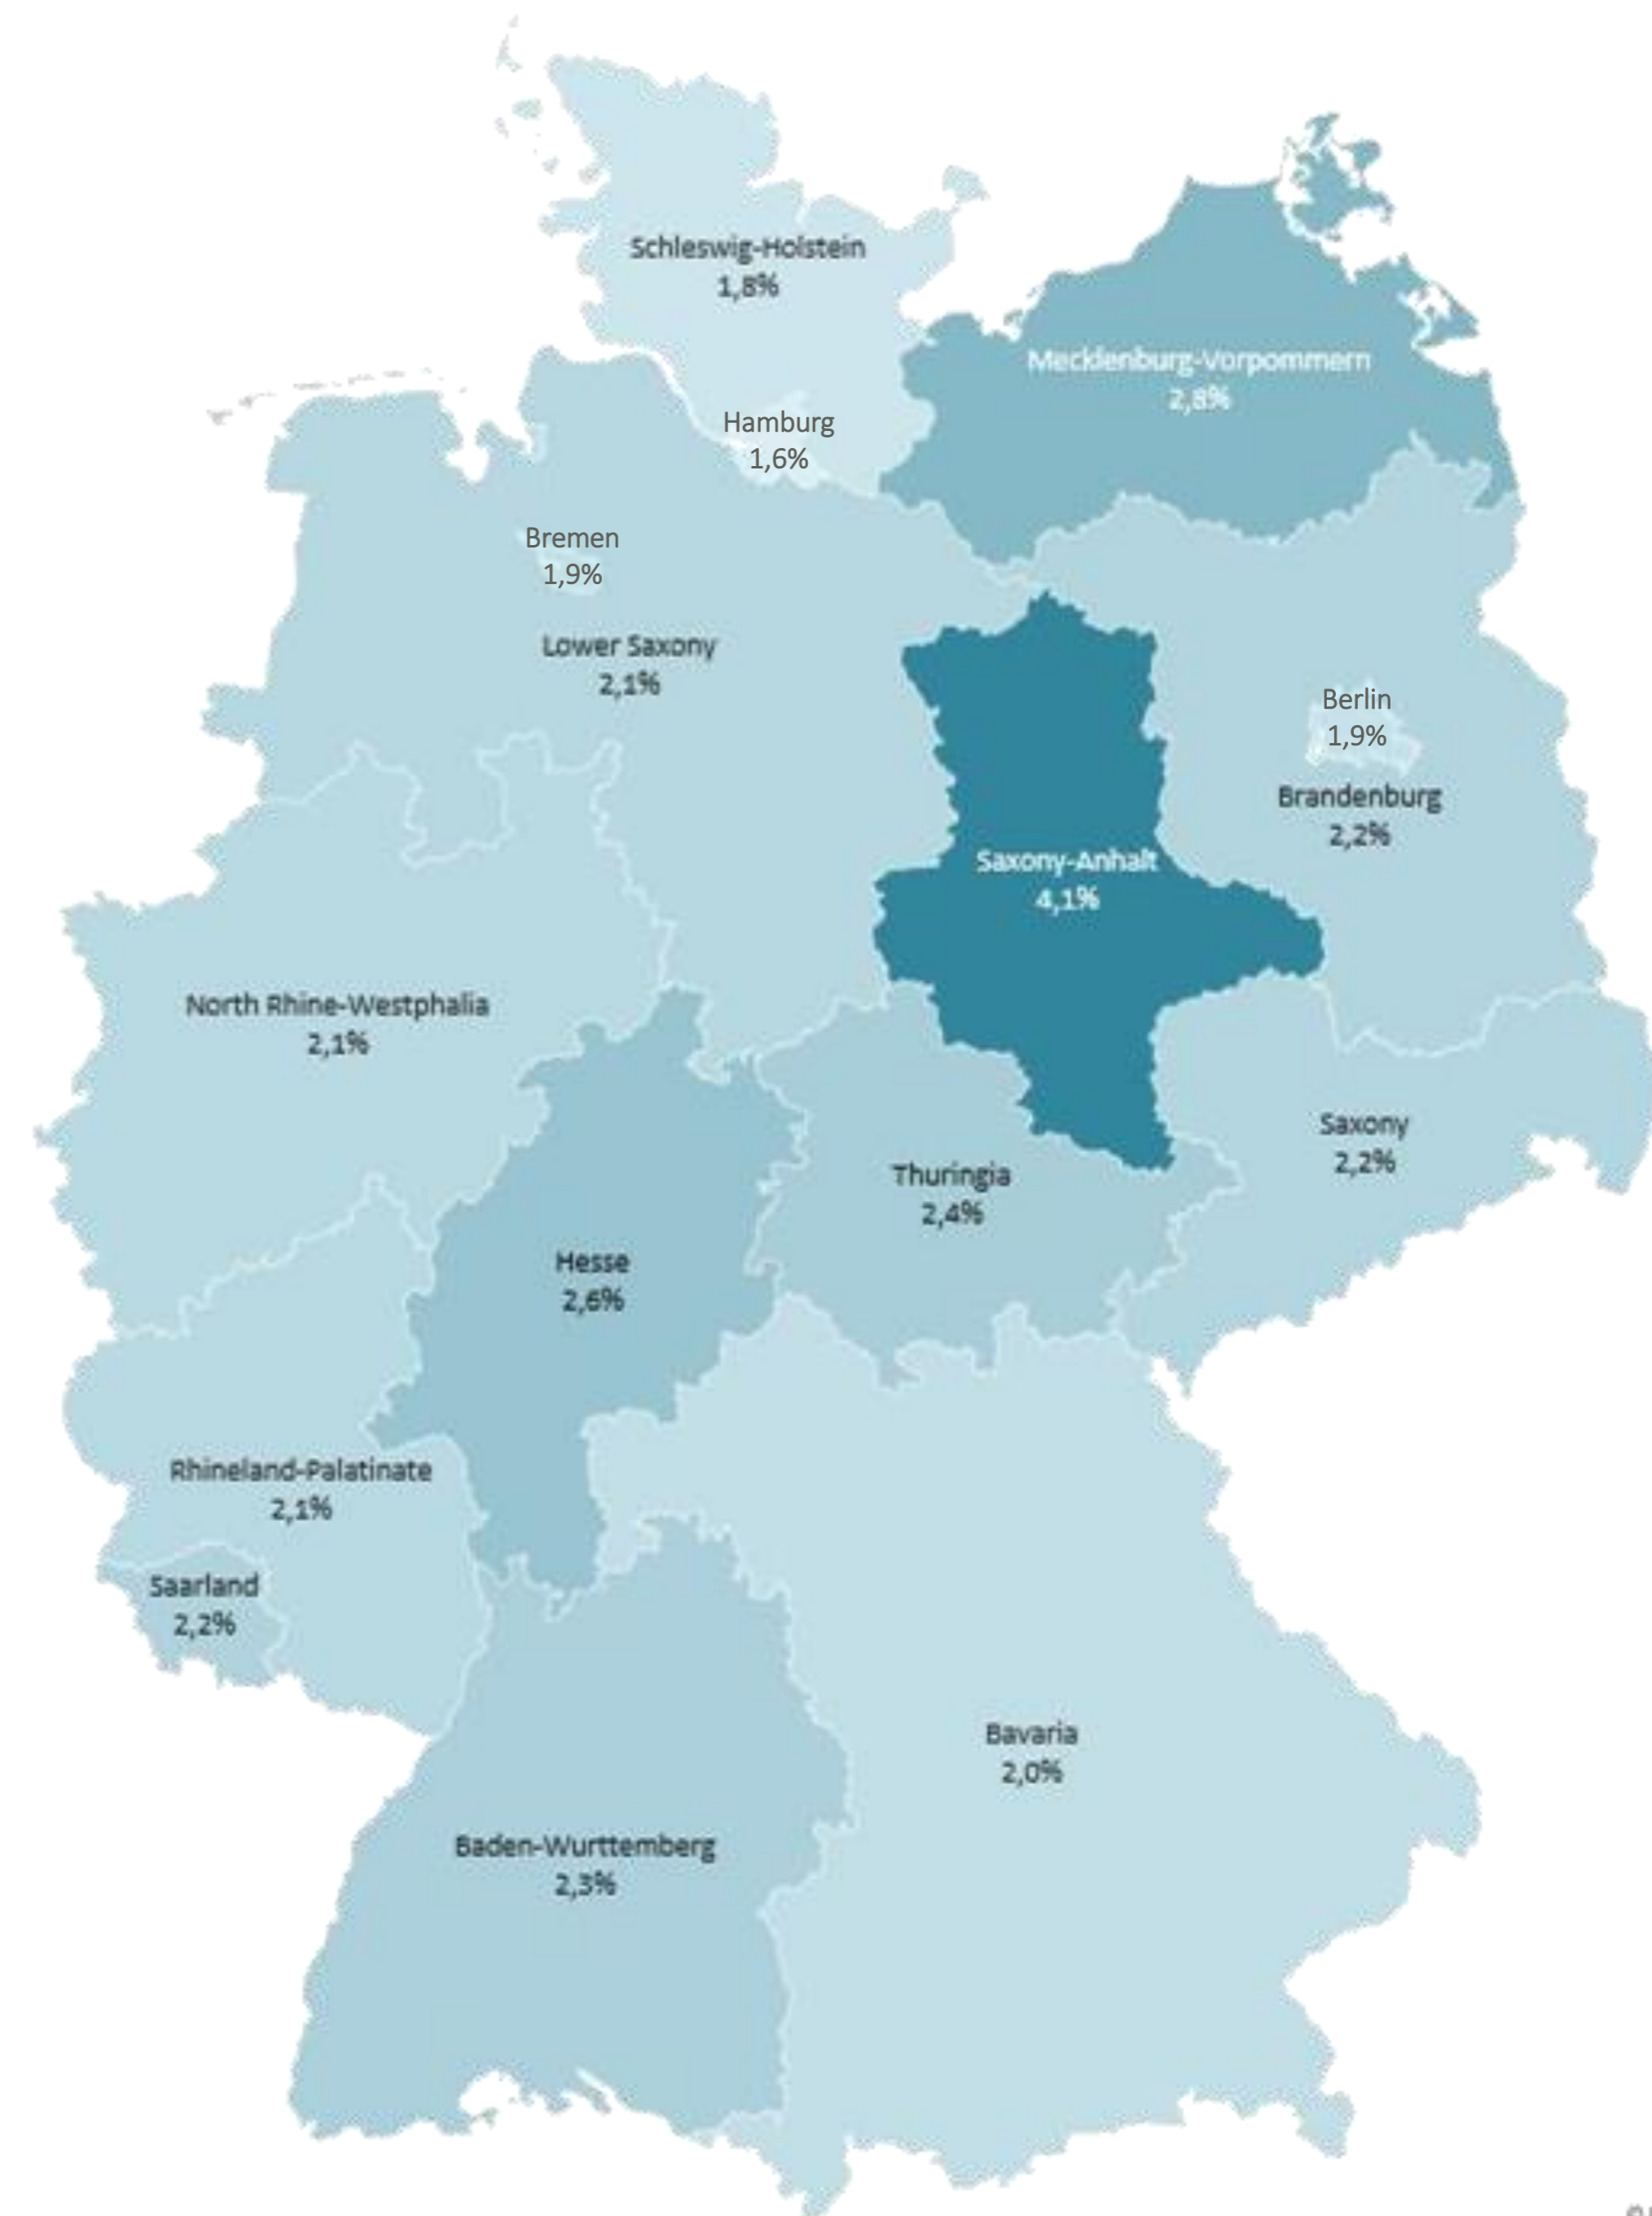 Schleswig-Holstein
1,8%
Mecklenburg-Vorpommern
2,8%
Hamburg
1,6%
Bremen
1,9%
Lower Saxony
2,1%
Berlin
1,9%
Brandenburg
2,2%
Saxony-Anhalt
4,1%
North Rhine-Westphalia
2,1%
Saxony
2,2%
Thuringia
2,4%
Hesse
2,6%
Rhineland-Palatinate
2,1%
Saarland
2,2%
Bavaria
2,0%
Baden-Wurttemberg
2,3%